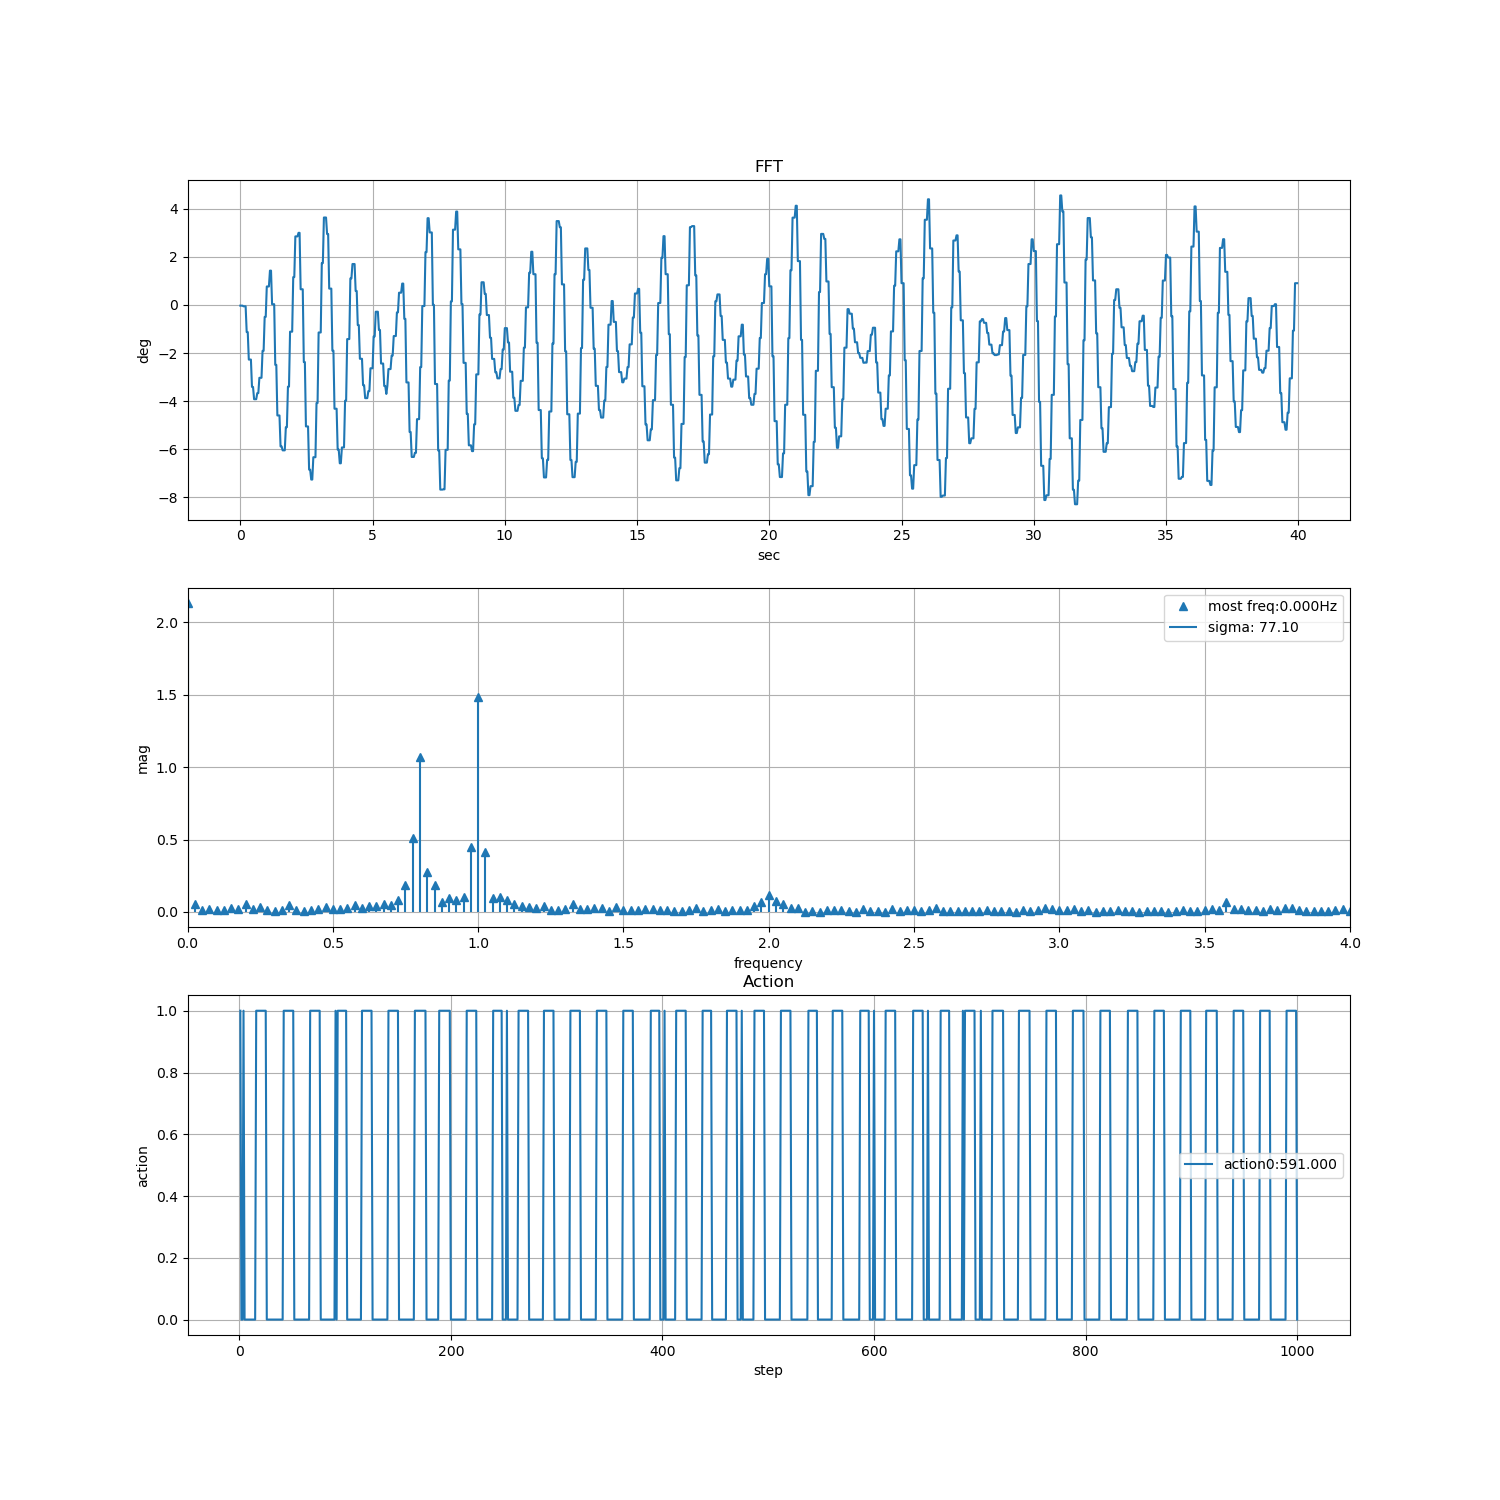 FFT
4
2
0
−2
−4
−6
−8
deg
0 5 10 15 20 25 30 35 40
sec
most freq:0.000Hz
sigma: 77.10
2.0
1.5
1.0
0.5
0.0
mag
0.0 0.5 1.0 1.5 2.0 2.5 3.0 3.5 4.0
frequency
Action
1.0
0.8
0.6
0.4
0.2
0.0
action
action0:591.000
0 200 400 600 800 1000
step